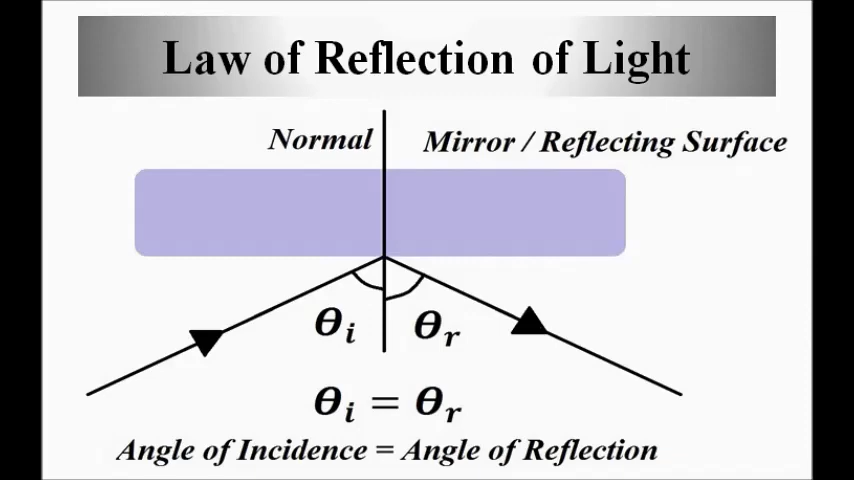 Law of Reflection of Light
Normal
Mirror / Reflecting Surface
θi
θr
θi = θr
Angle of Incidence = Angle of Reflection